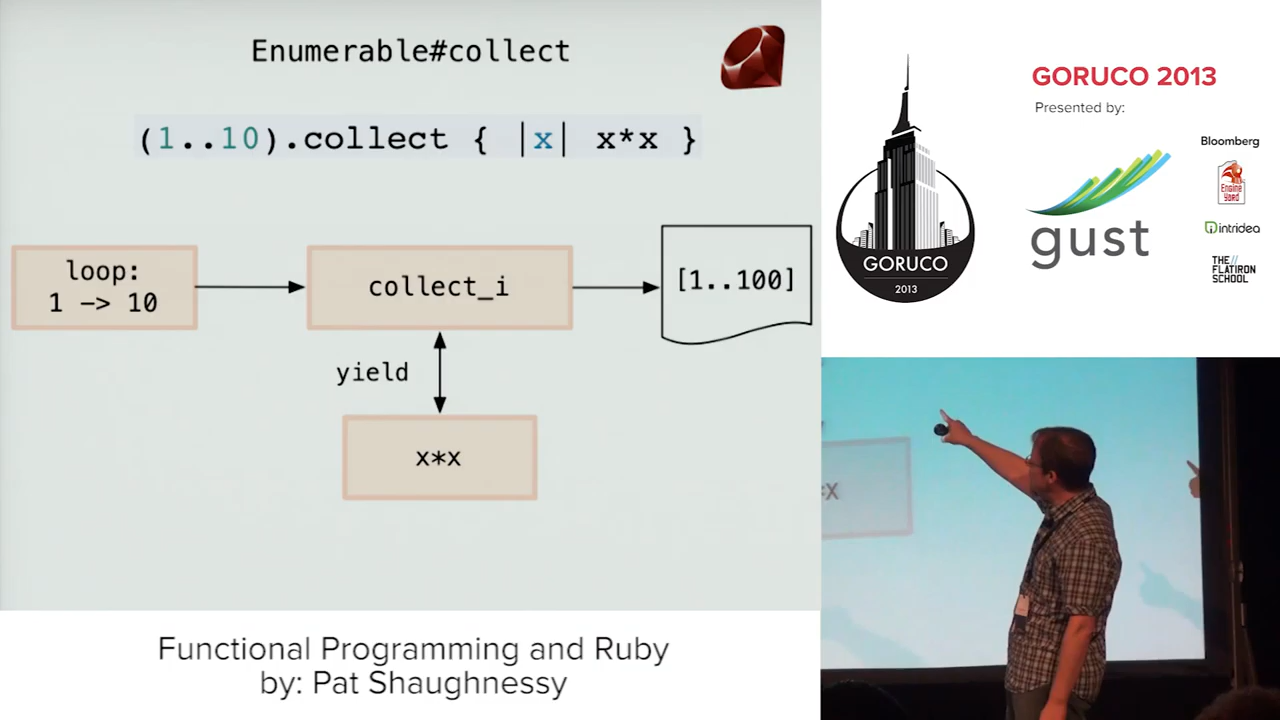 Enumerable#collect
(1..10).collect { |x| x*x }
loop:
1 -> 10
collect_i
[1..100]
yield
x*x
Functional Programming and Ruby
by: Pat Shaughnessy
GORUCO 2013
Presented by:
GORUCO
2013
gust
Bloomberg
Engine
Yard
intridea
THE//
FLATIRON
SCHOOL
*X